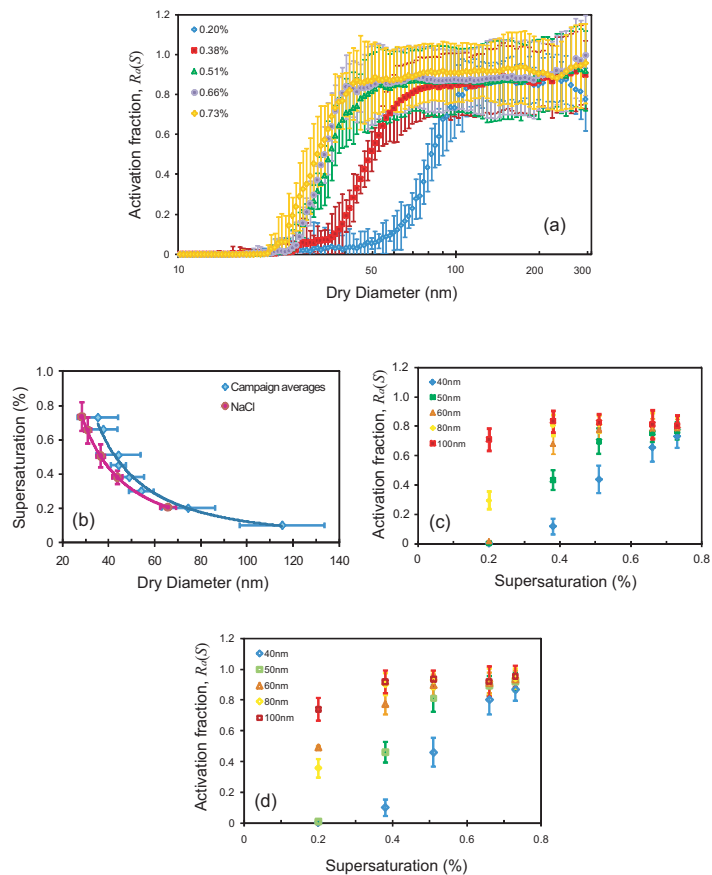 1.2
1.0
0.8
0.6
0.4
0.2
0
Activation fraction, Ra(S)
0.20%
0.38%
0.51%
0.66%
0.73%
(a)
10
50
100
200
300
Dry Diameter (nm)
1.0
0.8
0.6
0.4
0.2
0.0
Supersaturation (%)
Campaign averages
NaCl
(b)
20
40
60
80
100
120
140
Dry Diameter (nm)
1.2
1.0
0.8
0.6
0.4
0.2
0
Activation fraction, Ra(S)
40nm
50nm
60nm
80nm
100nm
(c)
0
0.2
0.4
0.6
0.8
Supersaturation (%)
1.2
1.0
0.8
0.6
0.4
0.2
0
Activation fraction, Ra(S)
40nm
50nm
60nm
80nm
100nm
(d)
0
0.2
0.4
0.6
0.8
Supersaturation (%)